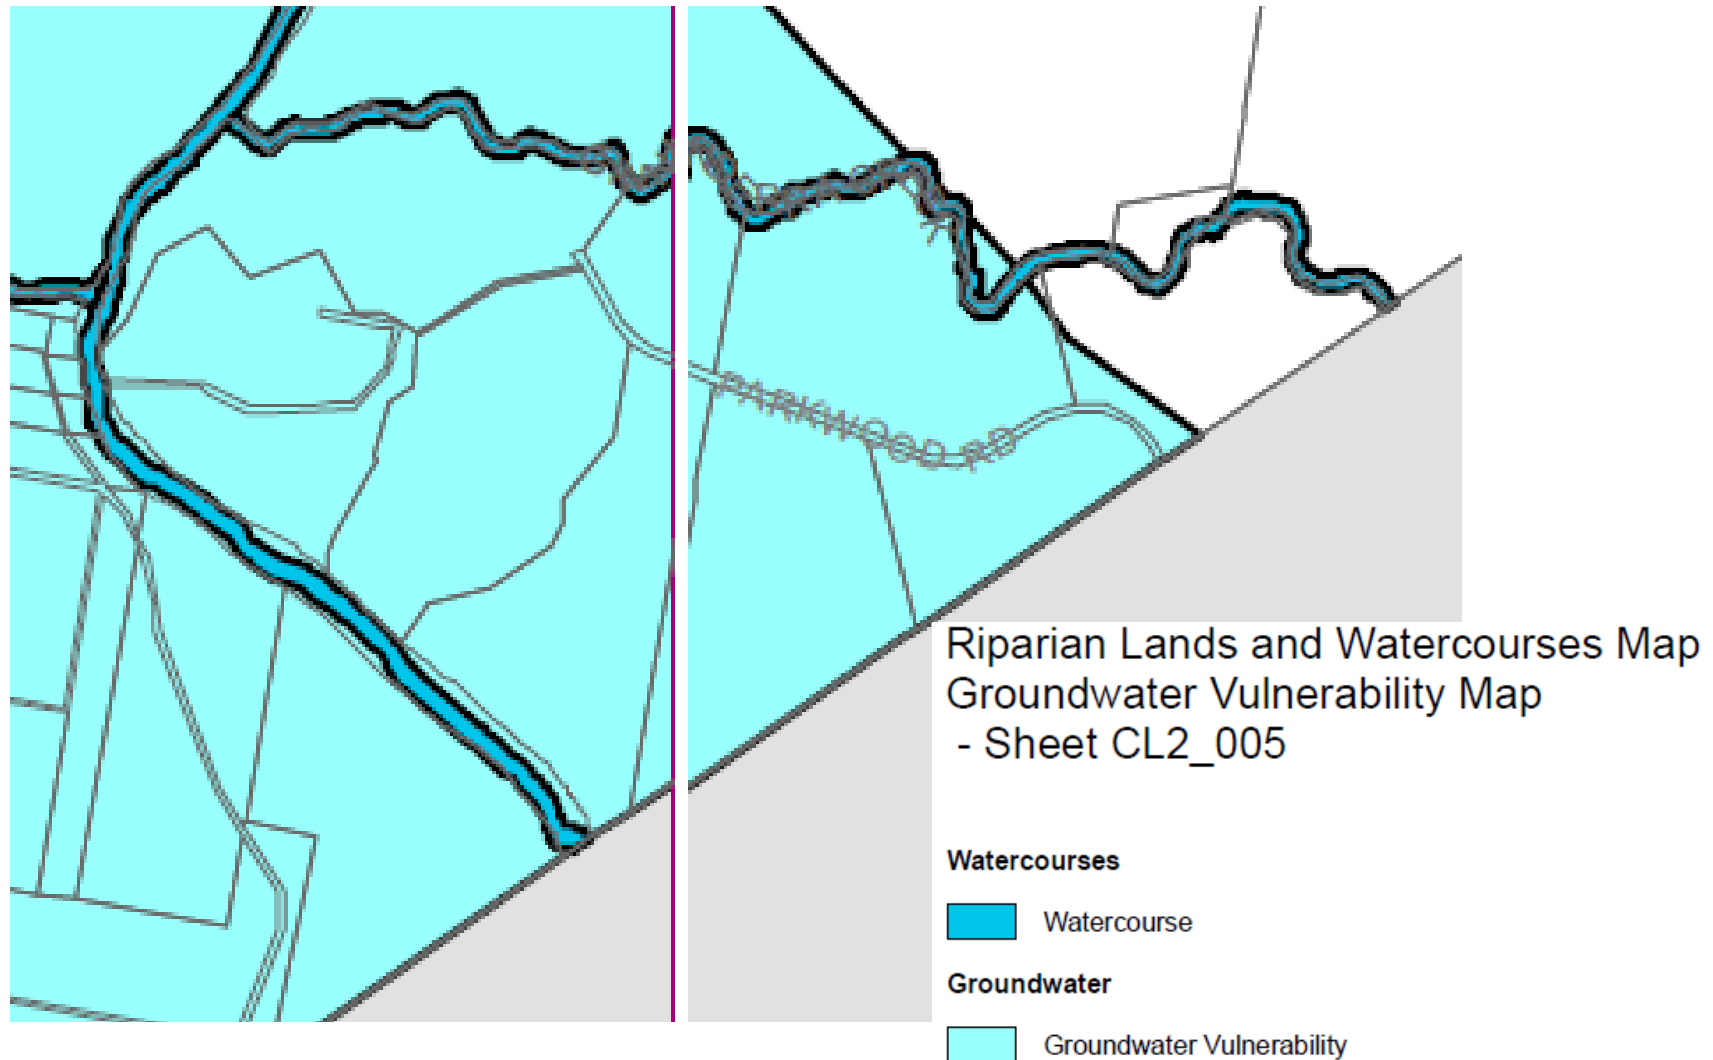 PARKWOOD RD
Riparian Lands and Watercourses Map
Groundwater Vulnerability Map
- Sheet CL2_005
Watercourses
Watercourse
Groundwater
Groundwater Vulnerability